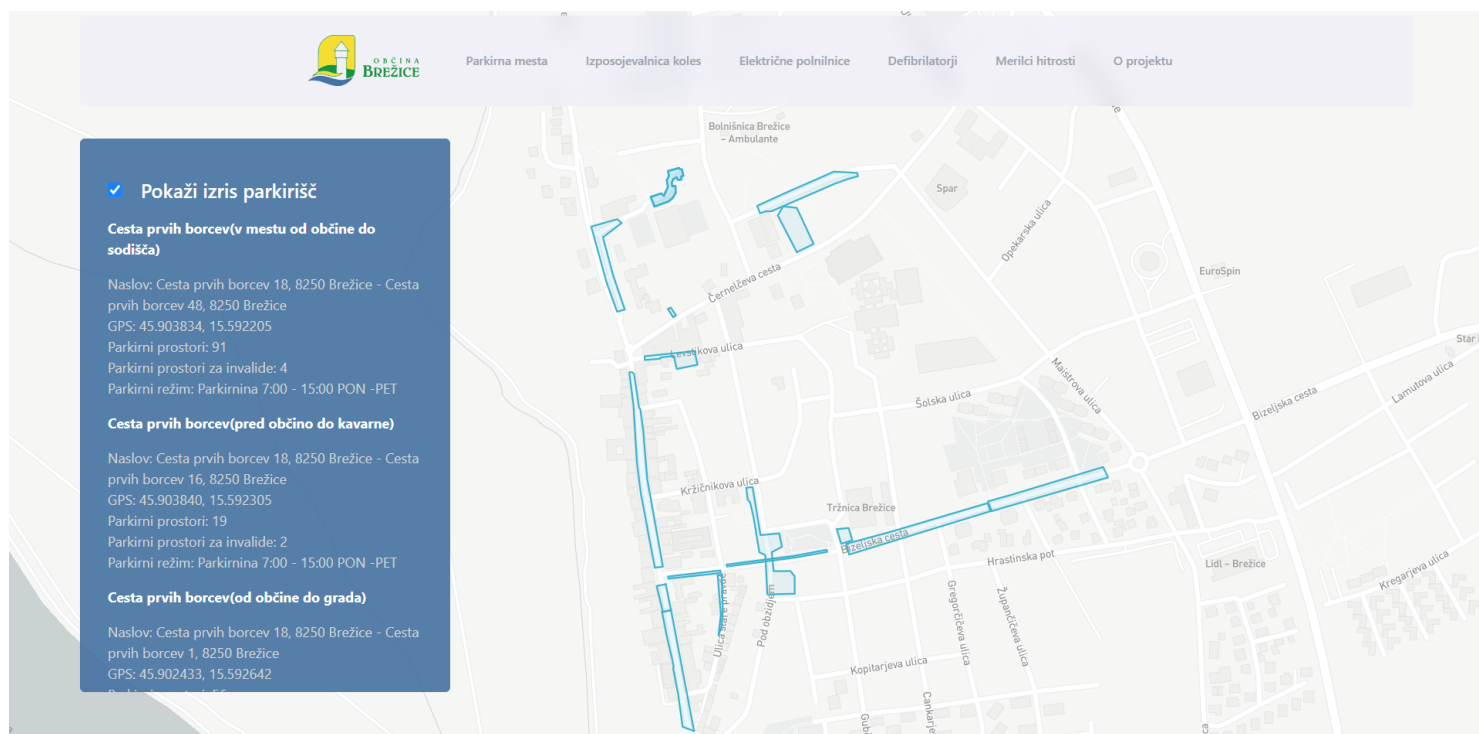 OBČINA
BREŽICE
Parkirna mesta
Izposojevalnica koles
Električne polnilnice
Defibrilatorji
Merilci hitrosti
O projektu
Pokaži izris parkirišč
Cesta prvih borcev(v mestu od občine do
sodišča)
Naslov: Cesta prvih borcev 18, 8250 Brežice - Cesta
prvih borcev 48, 8250 Brežice
GPS: 45.903834, 15.592205
Parkirni prostori: 91
Parkirni prostori za invalide: 4
Parkirni režim: Parkirnina 7:00 - 15:00 PON -PET
Cesta prvih borcev(pred občino do kavarne)
Naslov: Cesta prvih borcev 18, 8250 Brežice - Cesta
prvih borcev 16, 8250 Brežice
GPS: 45.903840, 15.592305
Parkirni prostori: 19
Parkirni prostori za invalide: 2
Parkirni režim: Parkirnina 7:00 - 15:00 PON -PET
Cesta prvih borcev(od občine do grada)
Naslov: Cesta prvih borcev 18, 8250 Brežice - Cesta
prvih borcev 1, 8250 Brežice
GPS: 45.902433, 15.592642
Bolnišnica Brežice
– Ambulante
Spar
Opekarska ulica
EuroSpin
Černelčeva cesta
Levstikova ulica
Star
Maistrova ulica
Lamutova ulica
Šolska ulica
Bizeljska cesta
Križnikova ulica
Tržnica Brežice
Bizeljska cesta
Hrastinska pot
Lidl – Brežice
Kregarjeva ulica
Ulica stare pravde
Pod obzidjem
Gregorčičeva ulica
Župančičeva ulica
Kopitarjeva ulica
Cankarje
Gubi